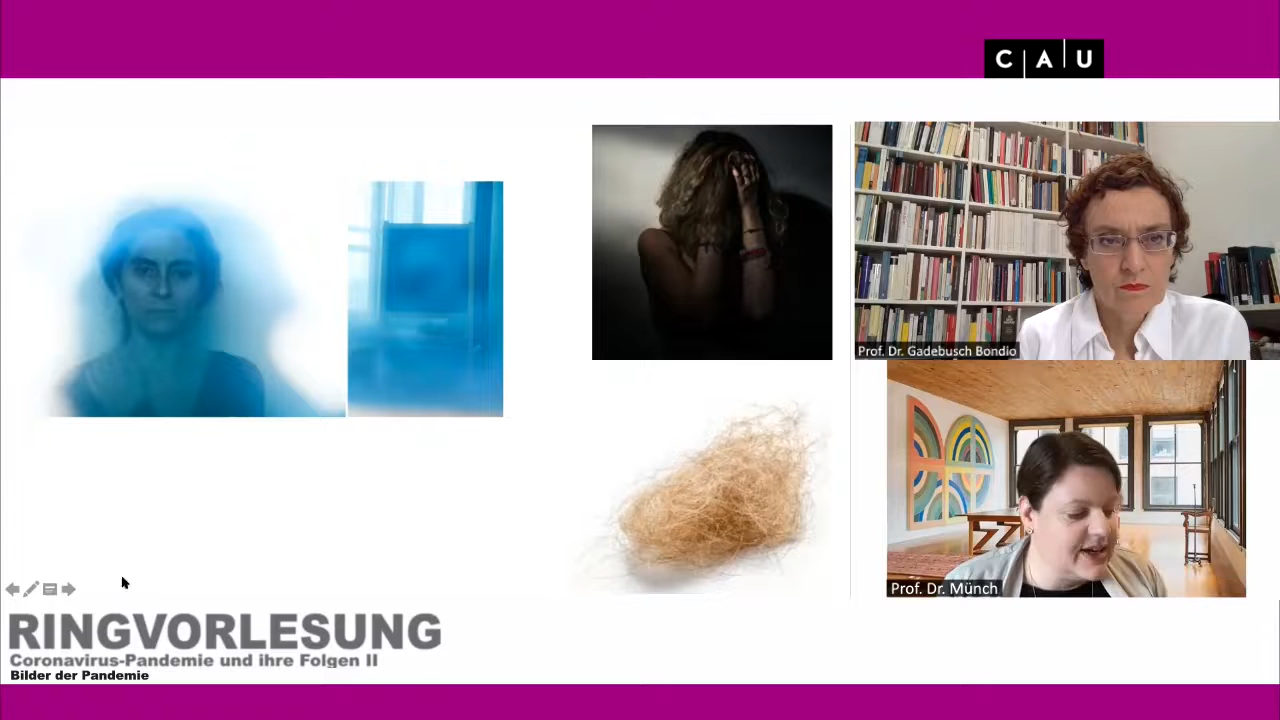 C A U
Prof. Dr. Gadebusch Bondio
Prof. Dr. Münch
RINGVORLESUNG
Coronavirus-Pandemie und ihre Folgen II
Bilder der Pandemie